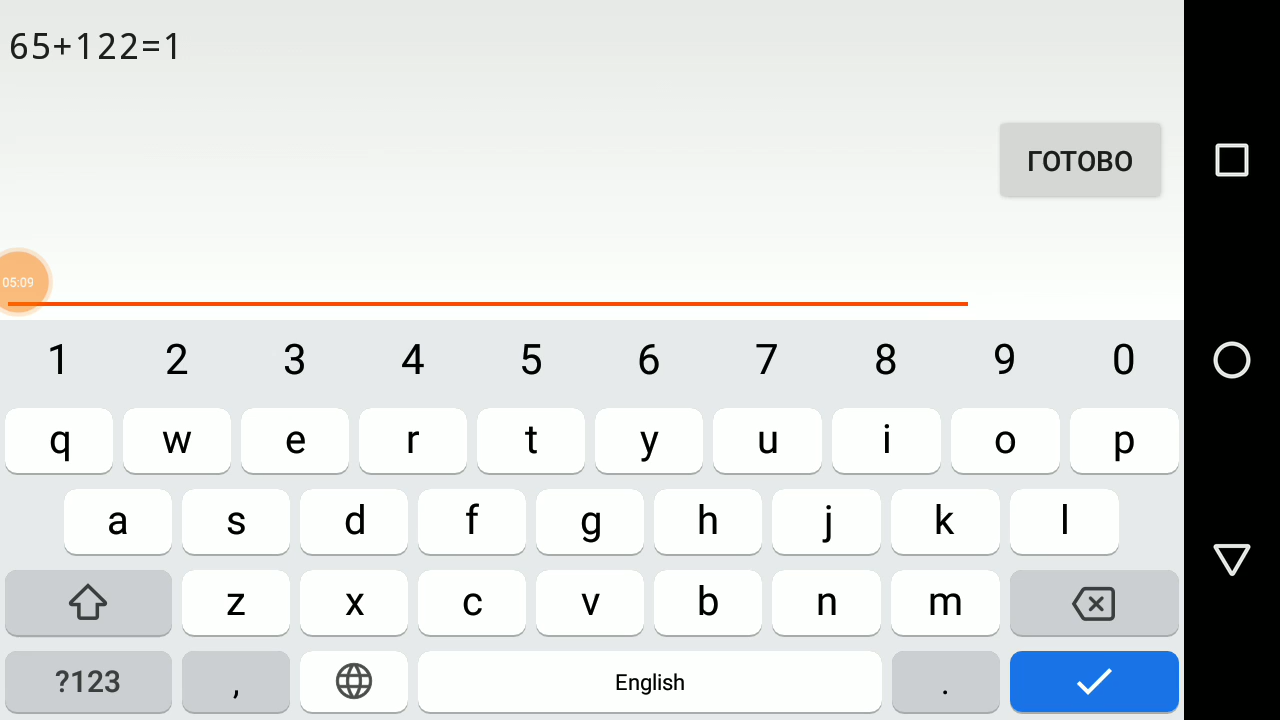 65+122=1
ГОТОВО
05:09
1 2 3 4 5 6 7 8 9 0
q w e r t y u i o p
a s d f g h j k l
z x c v b n m
?123 , English .